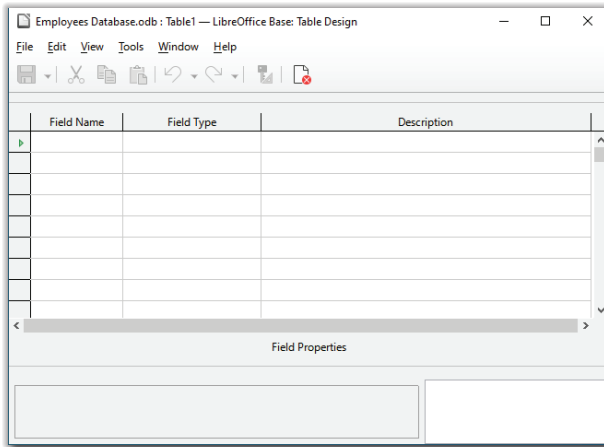 Employees Database.odb : Table1 — LibreOffice Base: Table Design
File Edit View Tools Window Help
Field Name Field Type Description
Field Properties